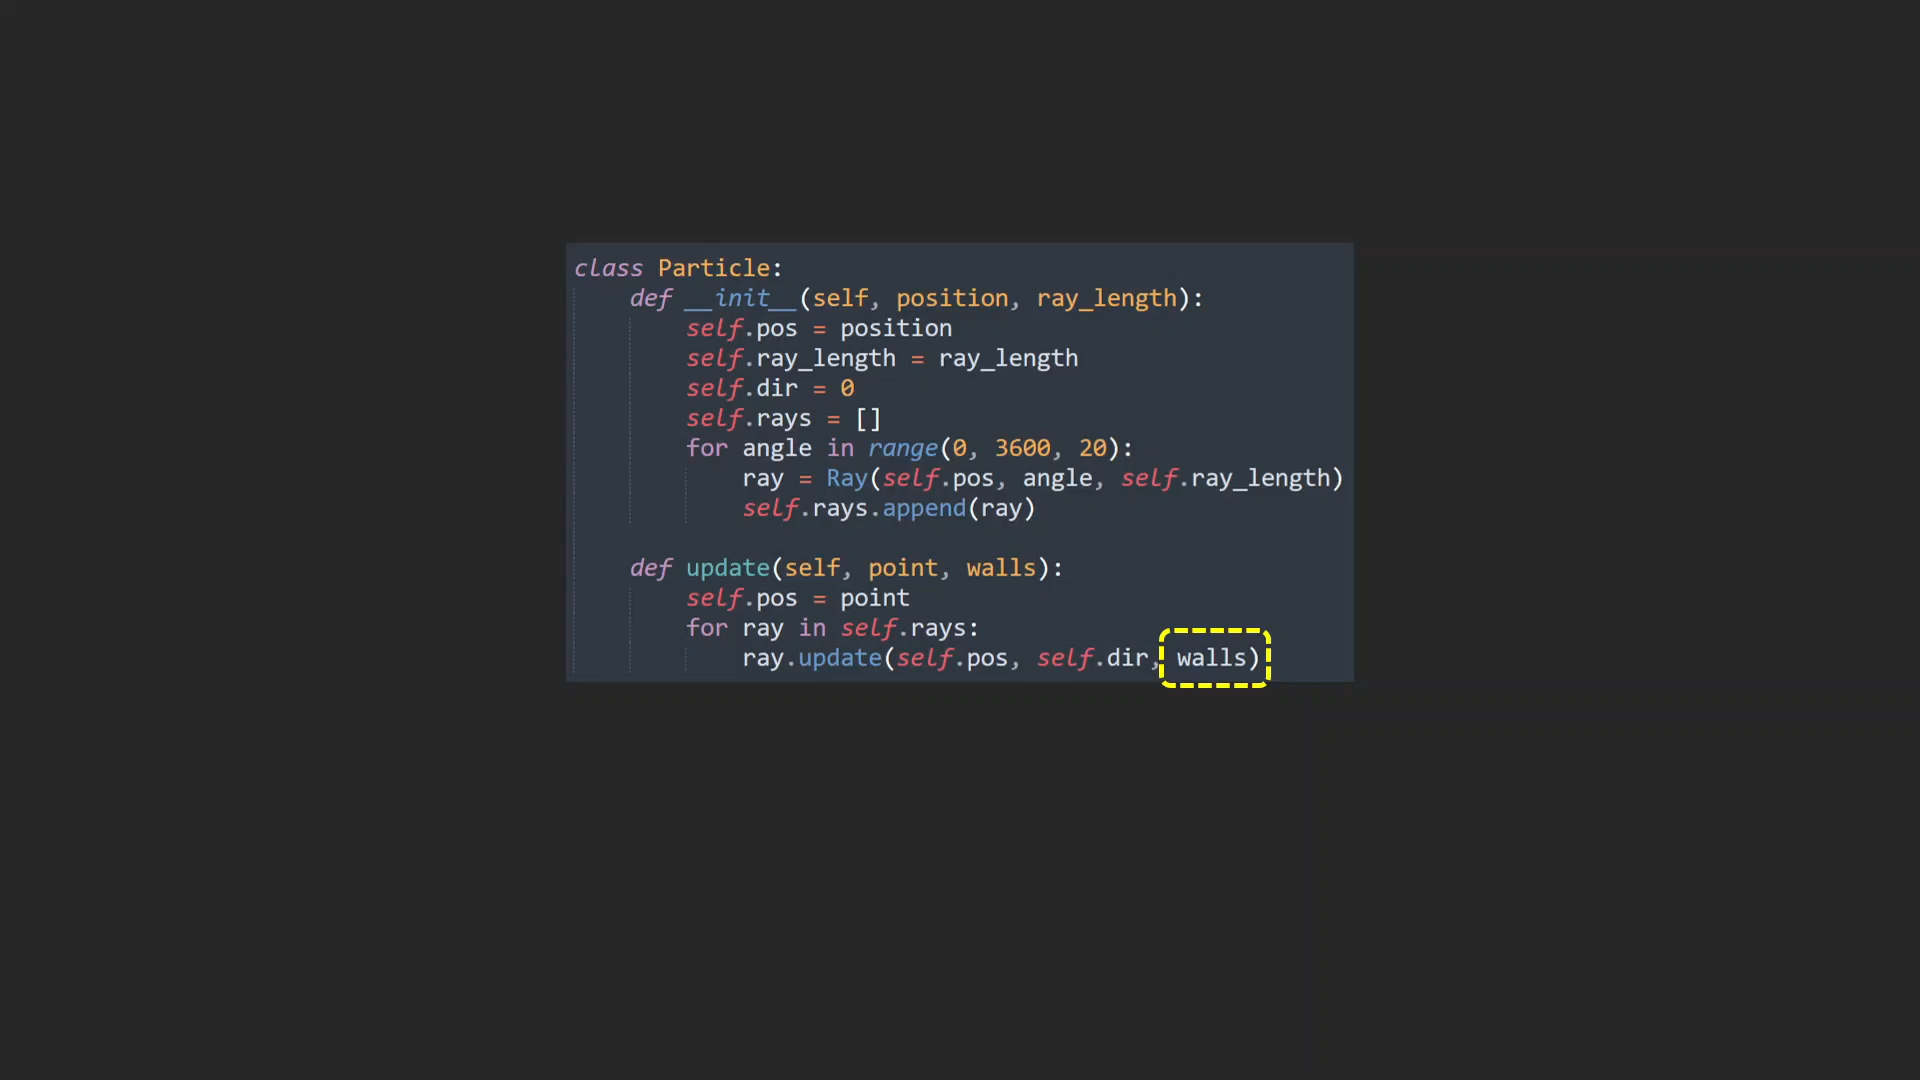 class Particle:
    def __init__(self, position, ray_length):
        self.pos = position
        self.ray_length = ray_length
        self.dir = 0
        self.rays = []
        for angle in range(0, 3600, 20):
            ray = Ray(self.pos, angle, self.ray_length)
            self.rays.append(ray)

    def update(self, point, walls):
        self.pos = point
        for ray in self.rays:
            ray.update(self.pos, self.dir, walls)